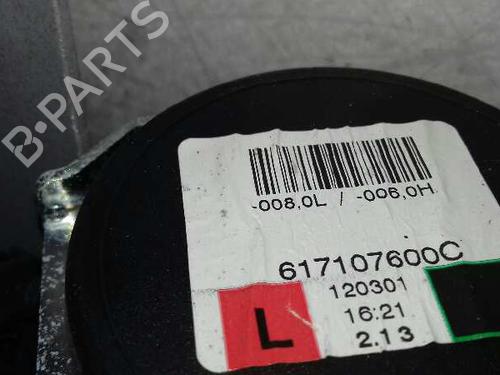 B-PARTS
-008,0L / -006,0H
617107600C
120301
16:21
2.13
L